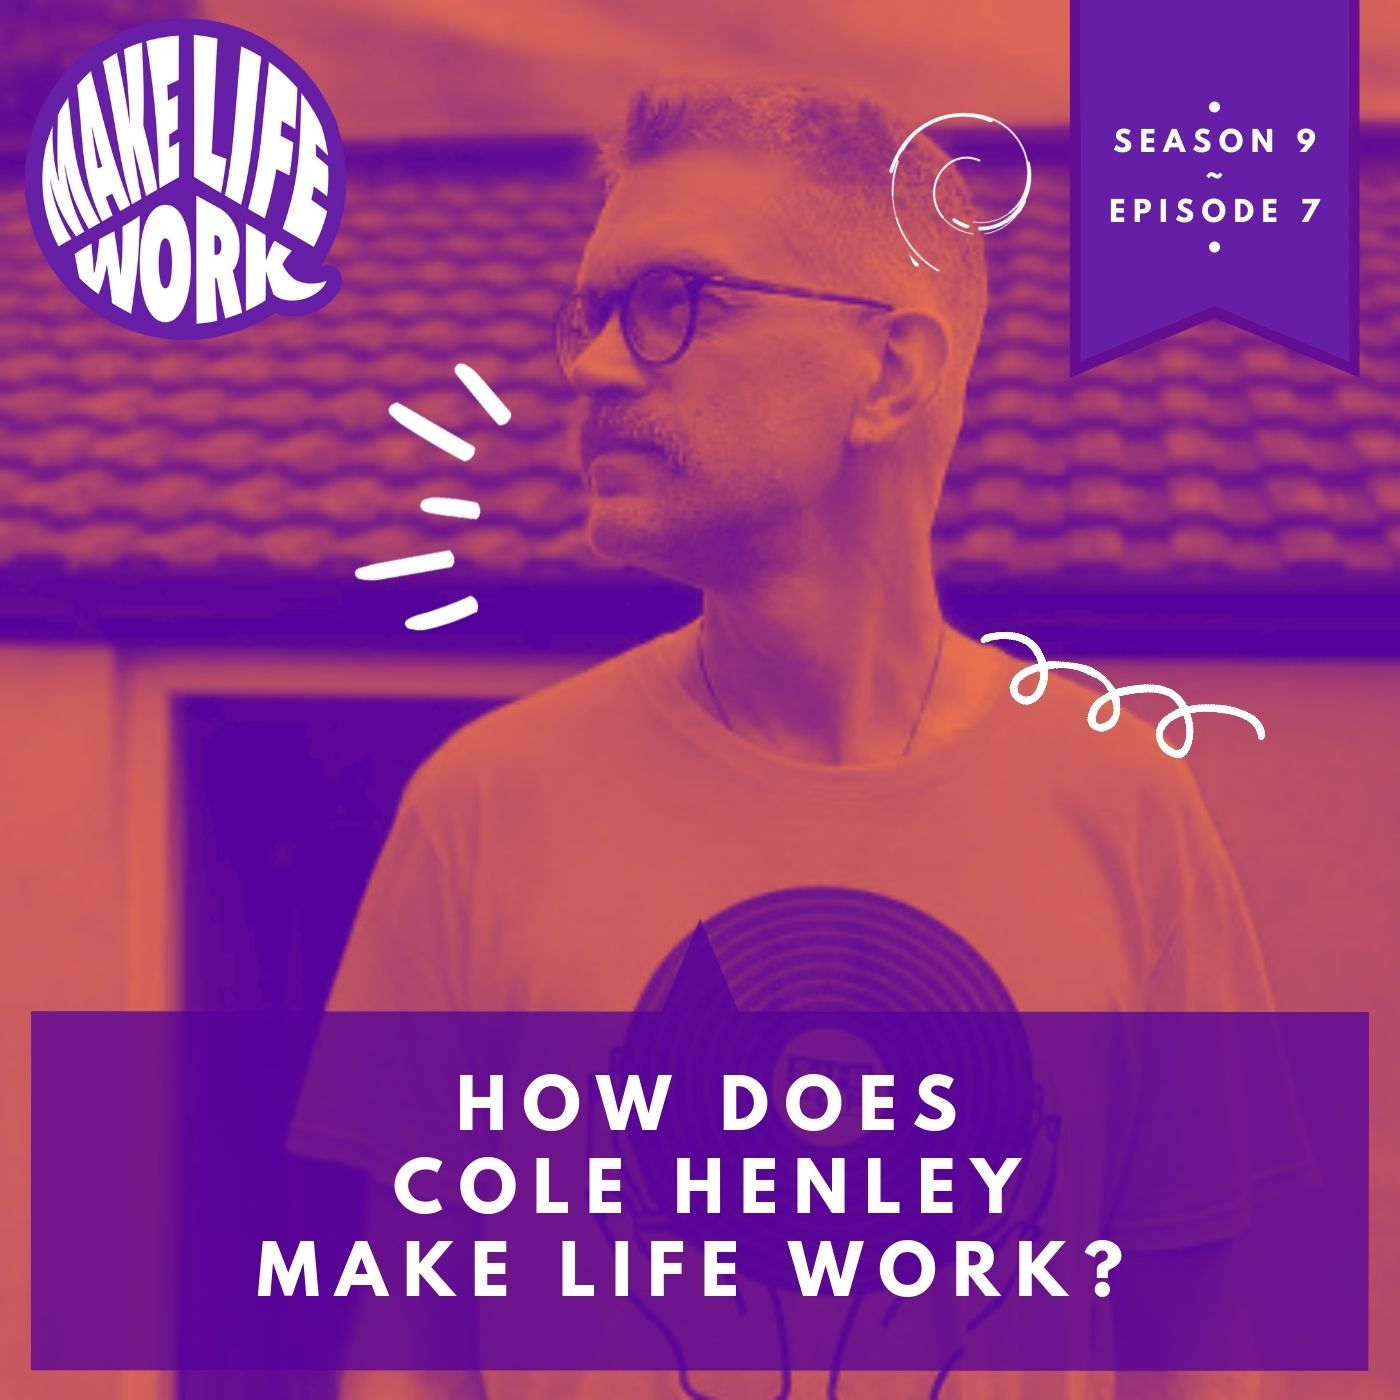 MAKE LIFE
WORK
SEASON 9
~
EPISODE 7
HOW DOES
COLE HENLEY
MAKE LIFE WORK?